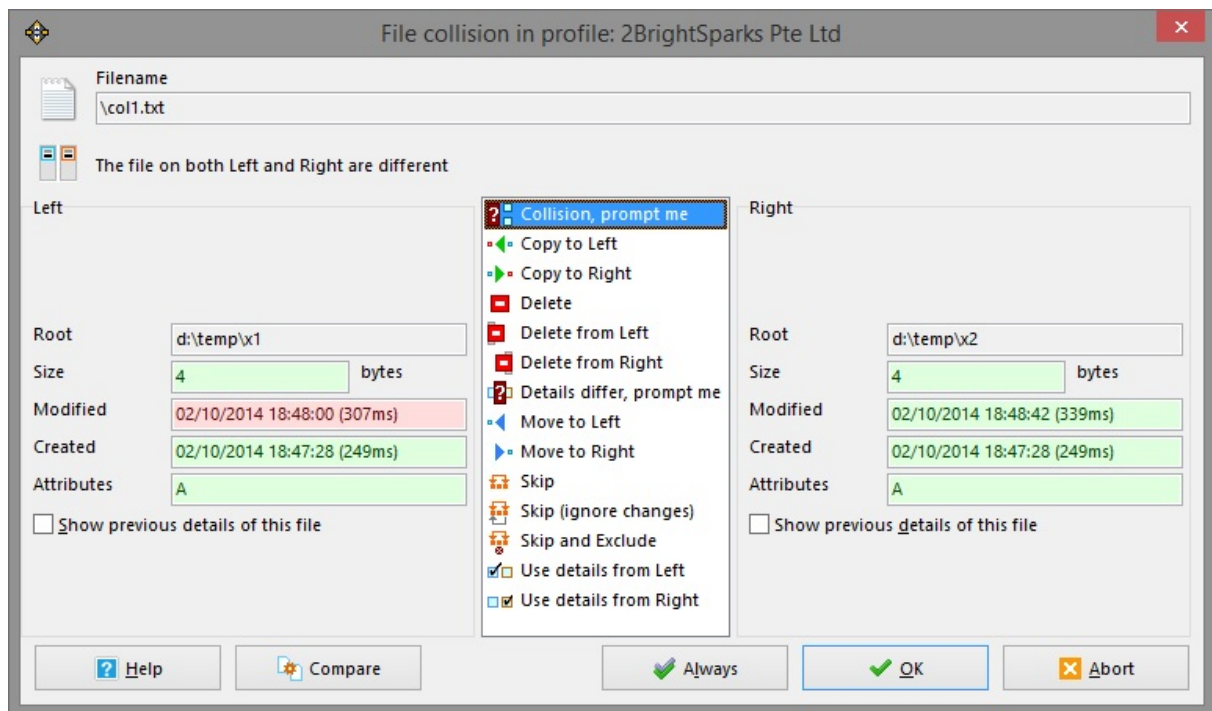 File collision in profile: 2BrightSparks Pte Ltd
Filename
\col1.txt
The file on both Left and Right are different
Left
Root
d:\temp\x1
Size
4
bytes
Modified
02/10/2014 18:48:00 (307ms)
Created
02/10/2014 18:47:28 (249ms)
Attributes
A
Show previous details of this file
Collision, prompt me
Copy to Left
Copy to Right
Delete
Delete from Left
Delete from Right
Details differ, prompt me
Move to Left
Move to Right
Skip
Skip (ignore changes)
Skip and Exclude
Use details from Left
Use details from Right
Right
Root
d:\temp\x2
Size
4
bytes
Modified
02/10/2014 18:48:42 (339ms)
Created
02/10/2014 18:47:28 (249ms)
Attributes
A
Show previous details of this file
Help
Compare
Always
OK
Abort